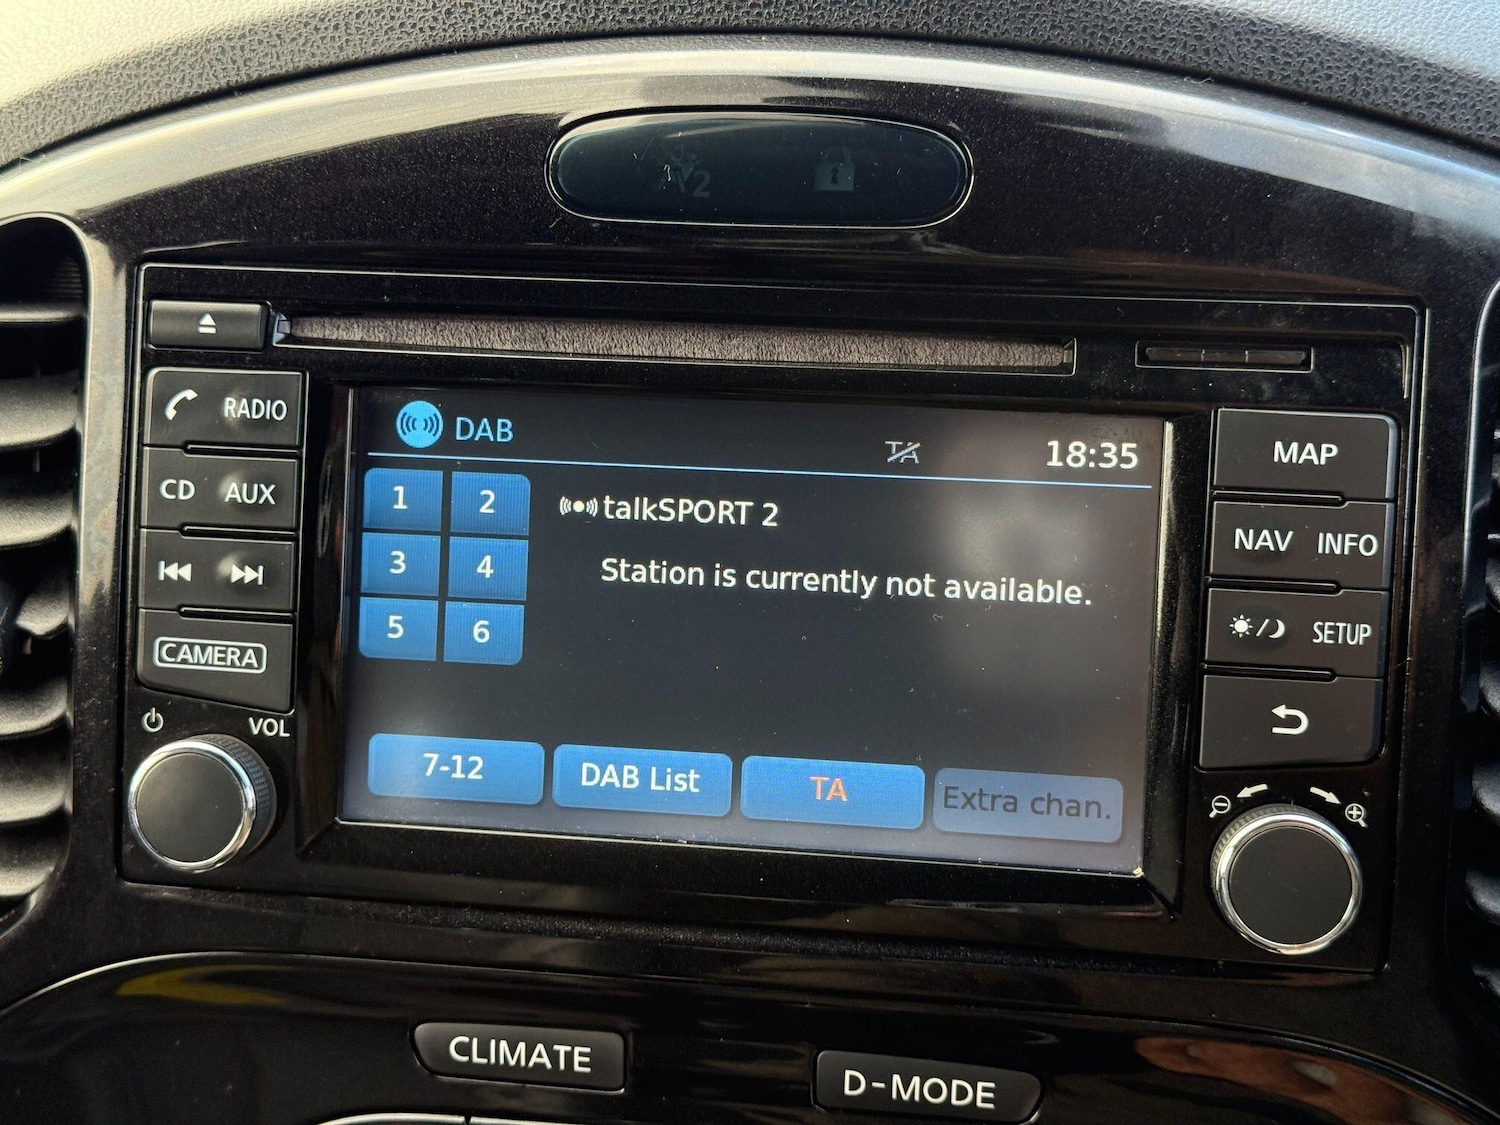 2
RADIO
CD AUX
CAMERA
VOL
DAB
TA
18:35
1 2
3 4
5 6
talkSPORT 2
Station is currently not available.
7-12
DAB List
TA
Extra chan.
MAP
NAV INFO
SETUP
CLIMATE
D-MODE